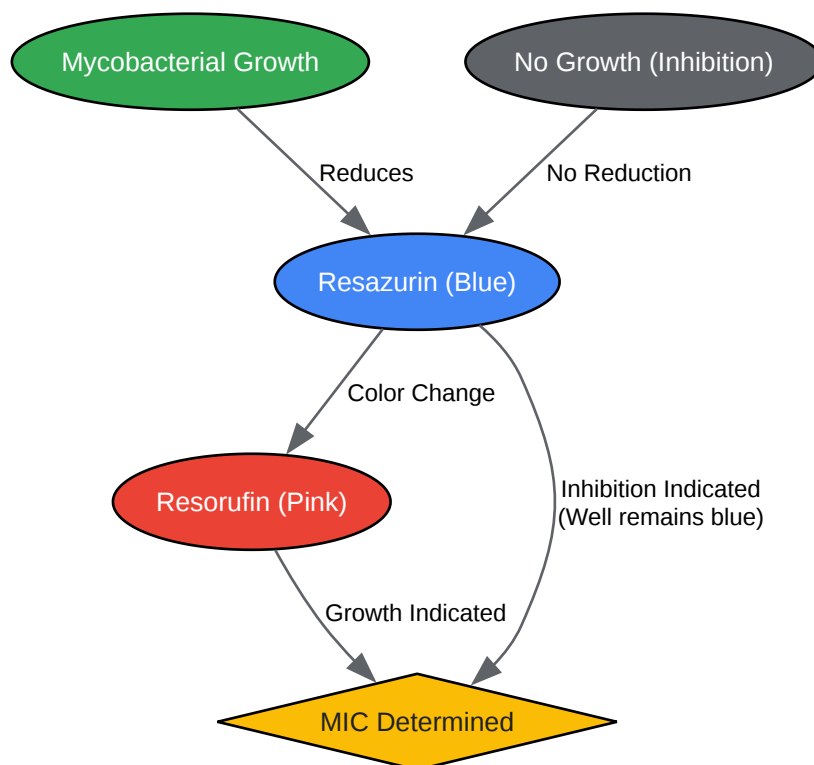 Mycobacterial Growth
No Growth (Inhibition)
Reduces
No Reduction
Resazurin (Blue)
Color Change
Inhibition Indicated
(Well remains blue)
Resorufin (Pink)
Growth Indicated
MIC Determined